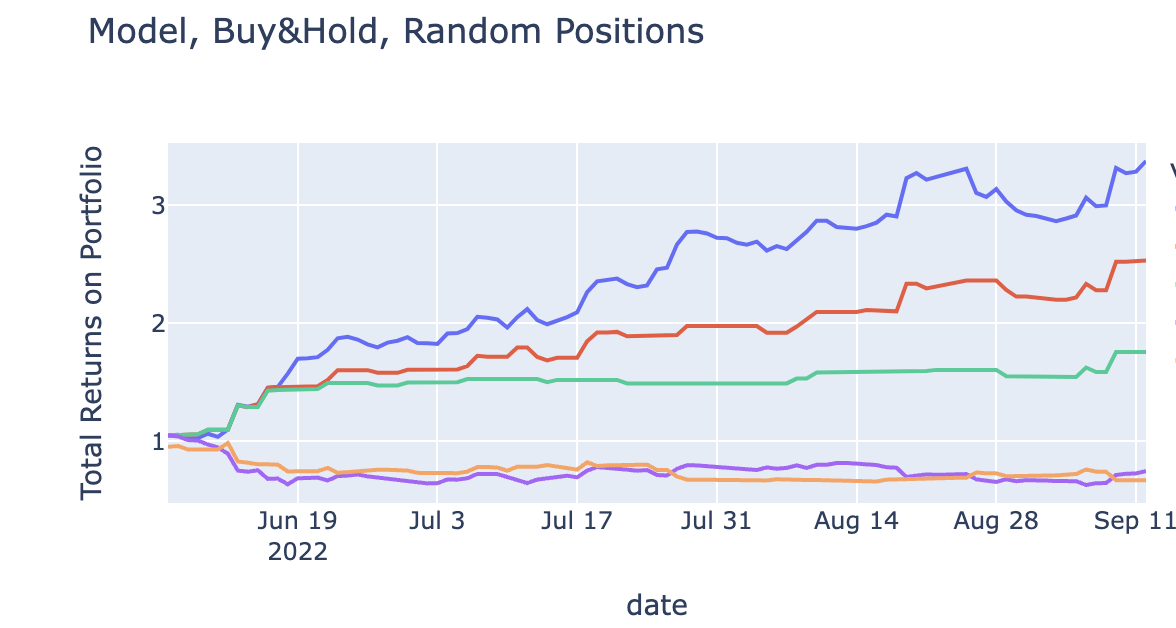 Model, Buy&Hold, Random Positions
Total Returns on Portfolio
3
2
1
Jun 19 Jul 3 Jul 17 Jul 31 Aug 14 Aug 28 Sep 11
2022
date